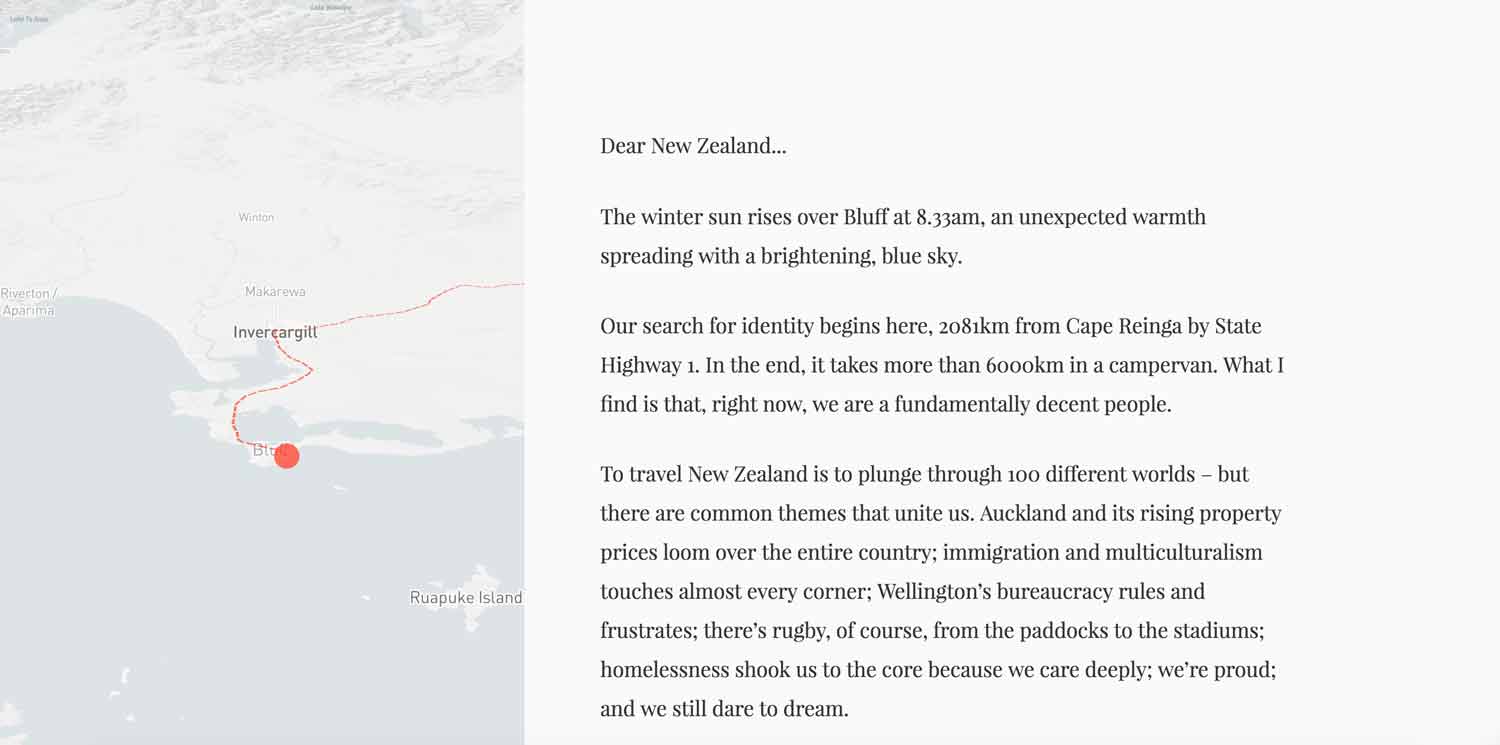 Winton
Riverton /
Aparima
Makarewa
Invercargill
Ruapuke Island
Dear New Zealand...
The winter sun rises over Bluff at 8.33am, an unexpected warmth
spreading with a brightening, blue sky.
Our search for identity begins here, 2081km from Cape Reinga by State
Highway 1. In the end, it takes more than 6000km in a campervan. What I
find is that, right now, we are a fundamentally decent people.
To travel New Zealand is to plunge through 100 different worlds – but
there are common themes that unite us. Auckland and its rising property
prices loom over the entire country; immigration and multiculturalism
touches almost every corner; Wellington’s bureaucracy rules and
frustrates; there’s rugby, of course, from the paddocks to the stadiums;
homelessness shook us to the core because we care deeply; we’re proud;
and we still dare to dream.